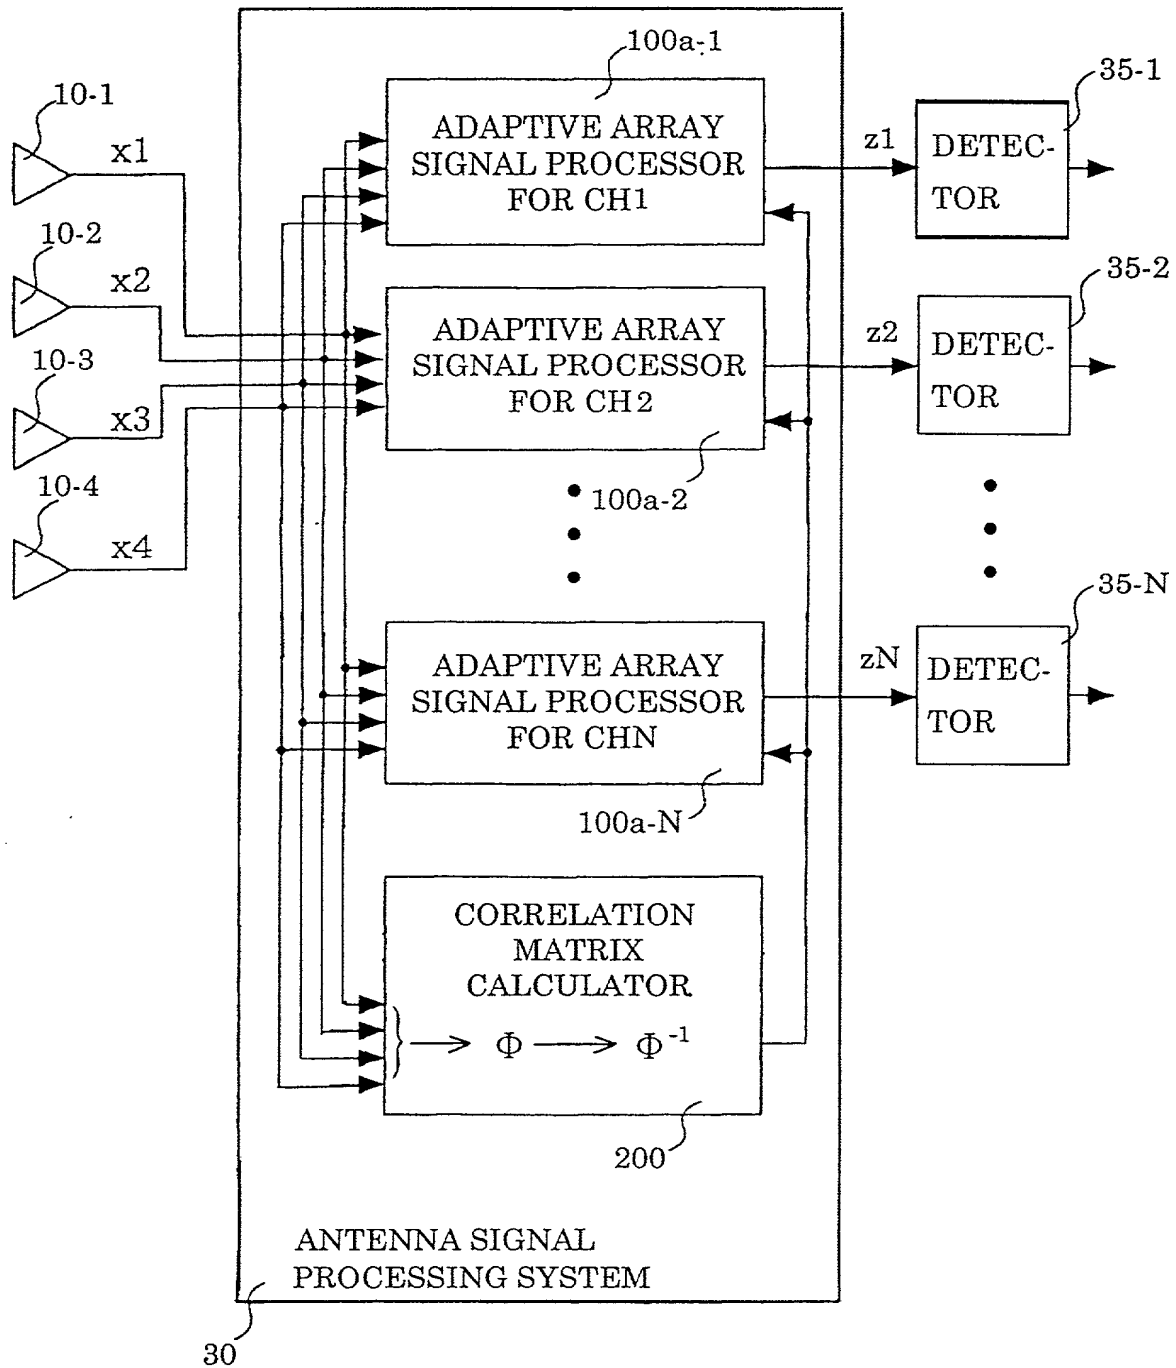 100a-1
35-1
10-1
x1
ADAPTIVE ARRAY
SIGNAL PROCESSOR
FOR CH1
z1
DETEC-
TOR
10-2
x2
35-2
ADAPTIVE ARRAY
SIGNAL PROCESSOR
FOR CH2
z2
DETEC-
TOR
10-3
x3
10-4
x4
100a-2
35-N
ADAPTIVE ARRAY
SIGNAL PROCESSOR
FOR CHN
zN
DETEC-
TOR
100a-N
CORRELATION
MATRIX
CALCULATOR
Φ Φ⁻¹
200
ANTENNA SIGNAL
PROCESSING SYSTEM
30